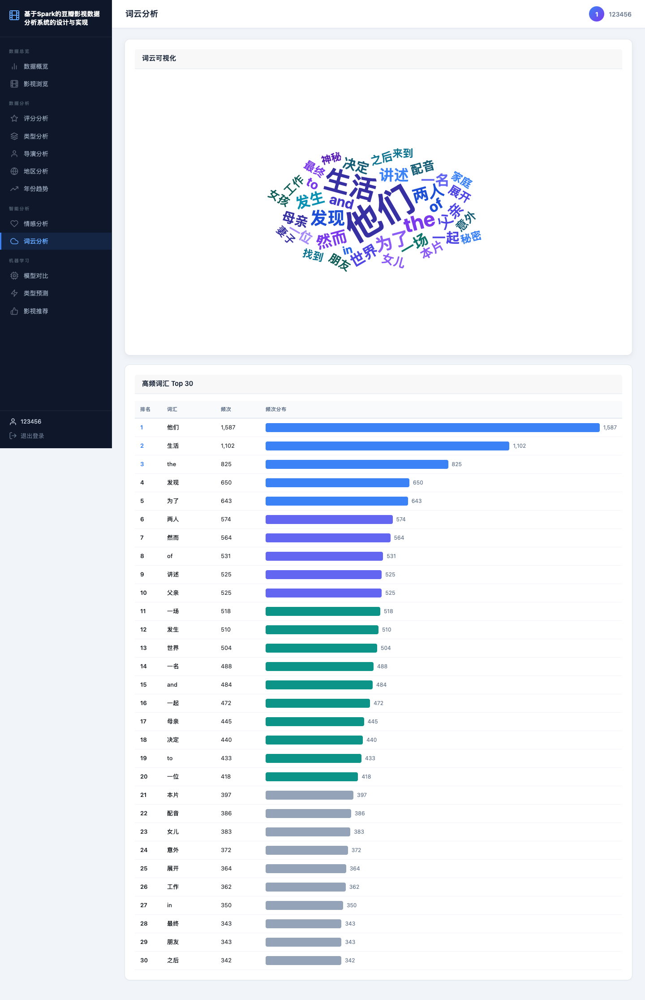 基于Spark的豆瓣影视数据
分析系统的设计与实现
数据总览
数据概览
影视浏览
数据分析
评分分析
类型分析
导演分析
地区分析
年份趋势
智能分析
情感分析
词云分析
机器学习
模型对比
类型预测
影视推荐
123456
退出登录
词云分析
1 123456
词云可视化
神秘
决定
之后
来到
最终
生活
讲述
配音
一名
家庭
工作
to
女孩
发生
and
他们
两人
展开
of
母亲
发现
the
父亲
意外
妻子
一位
然而
in
世界
为了
一场
一起
秘密
找到
朋友
女儿
本片
高频词汇 Top 30
排名 词汇 频次 频次分布
1 他们 1,587 1,587
2 生活 1,102 1,102
3 the 825 825
4 发现 650 650
5 为了 643 643
6 两人 574 574
7 然而 564 564
8 of 531 531
9 讲述 525 525
10 父亲 525 525
11 一场 518 518
12 发生 510 510
13 世界 504 504
14 一名 488 488
15 and 484 484
16 一起 472 472
17 母亲 445 445
18 决定 440 440
19 to 433 433
20 一位 418 418
21 本片 397 397
22 配音 386 386
23 女儿 383 383
24 意外 372 372
25 展开 364 364
26 工作 362 362
27 in 350 350
28 最终 343 343
29 朋友 343 343
30 之后 342 342